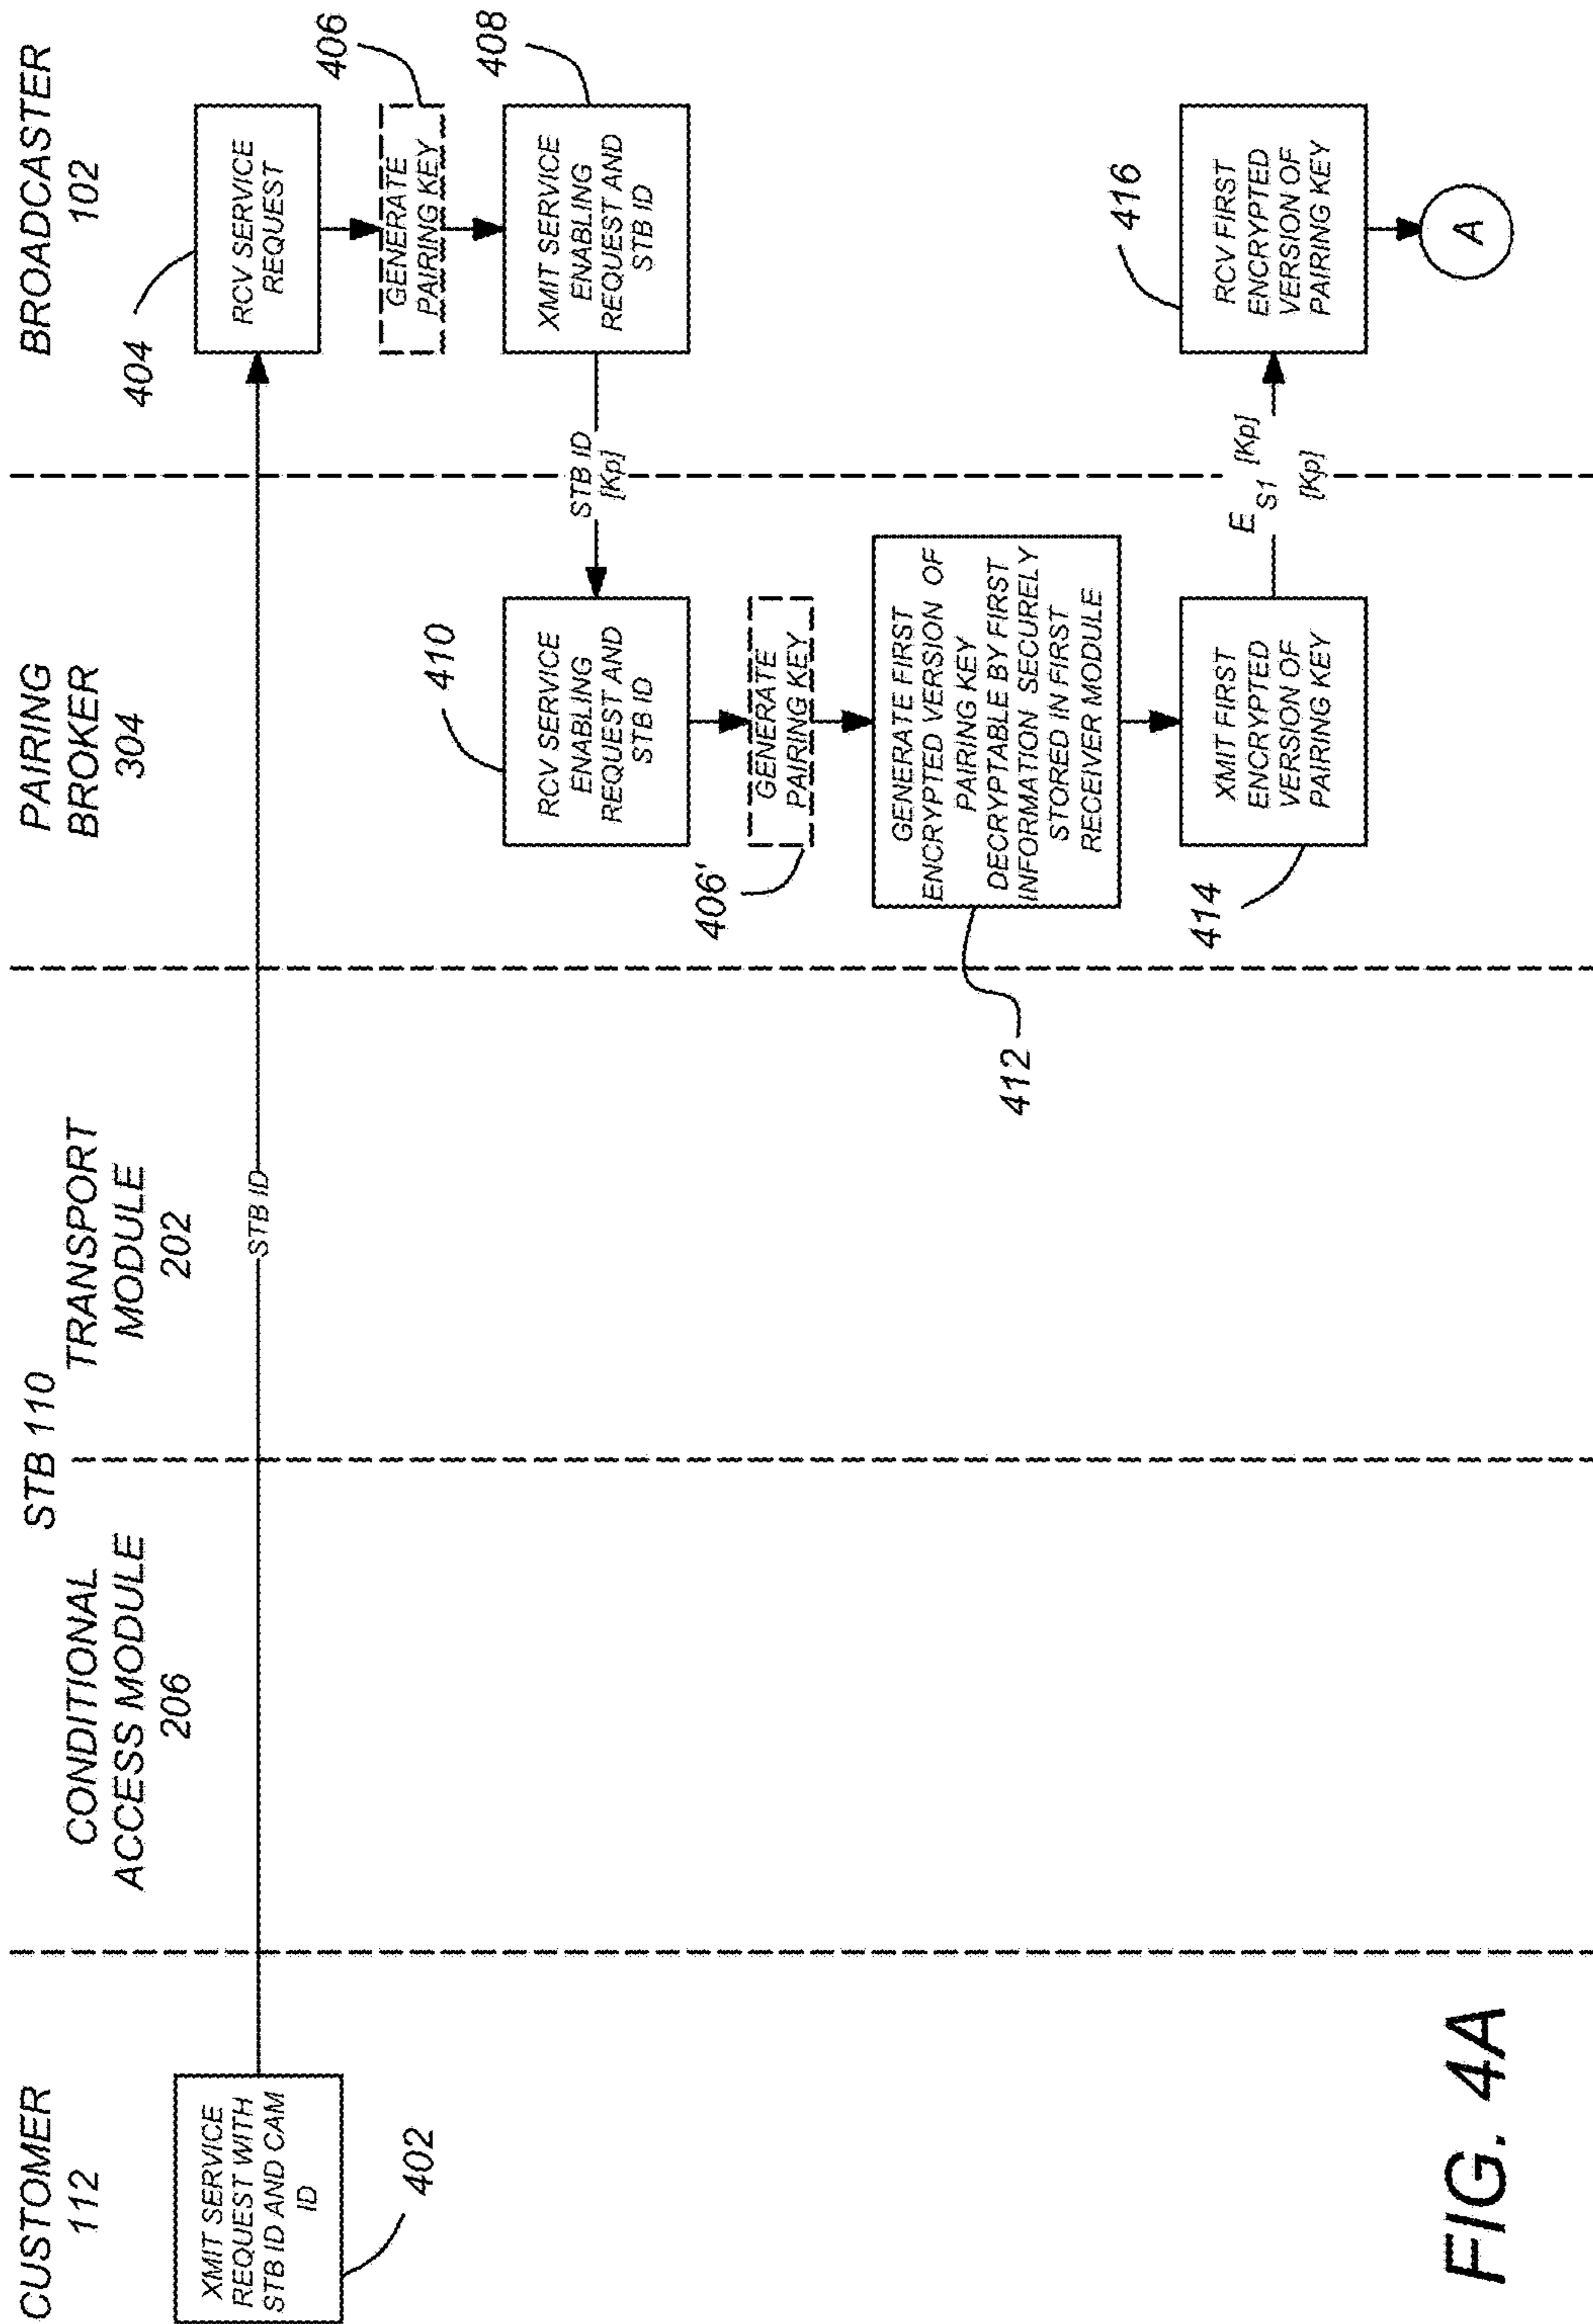 CUSTOMER
112
STB 110
CONDITIONAL
ACCESS MODULE
206
TRANSPORT
MODULE
202
PAIRING
BROKER
304
BROADCASTER
102
XMIT SERVICE
REQUEST WITH
STB ID AND CAM
ID
402
STB ID
404
RCV SERVICE
REQUEST
406
GENERATE
PAIRING KEY
408
XMIT SERVICE
ENABLING
REQUEST AND
STB ID
STB ID
[Kp]
410
RCV SERVICE
ENABLING
REQUEST AND
STB ID
406'
GENERATE
PAIRING KEY
412
GENERATE FIRST
ENCRYPTED VERSION OF
PAIRING KEY
DECRYPTABLE BY FIRST
INFORMATION SECURELY
STORED IN FIRST
RECEIVER MODULE
414
XMIT FIRST
ENCRYPTED
VERSION OF
PAIRING KEY
E S1 [Kp]
[Kp]
416
RCV FIRST
ENCRYPTED
VERSION OF
PAIRING KEY
A
FIG. 4A